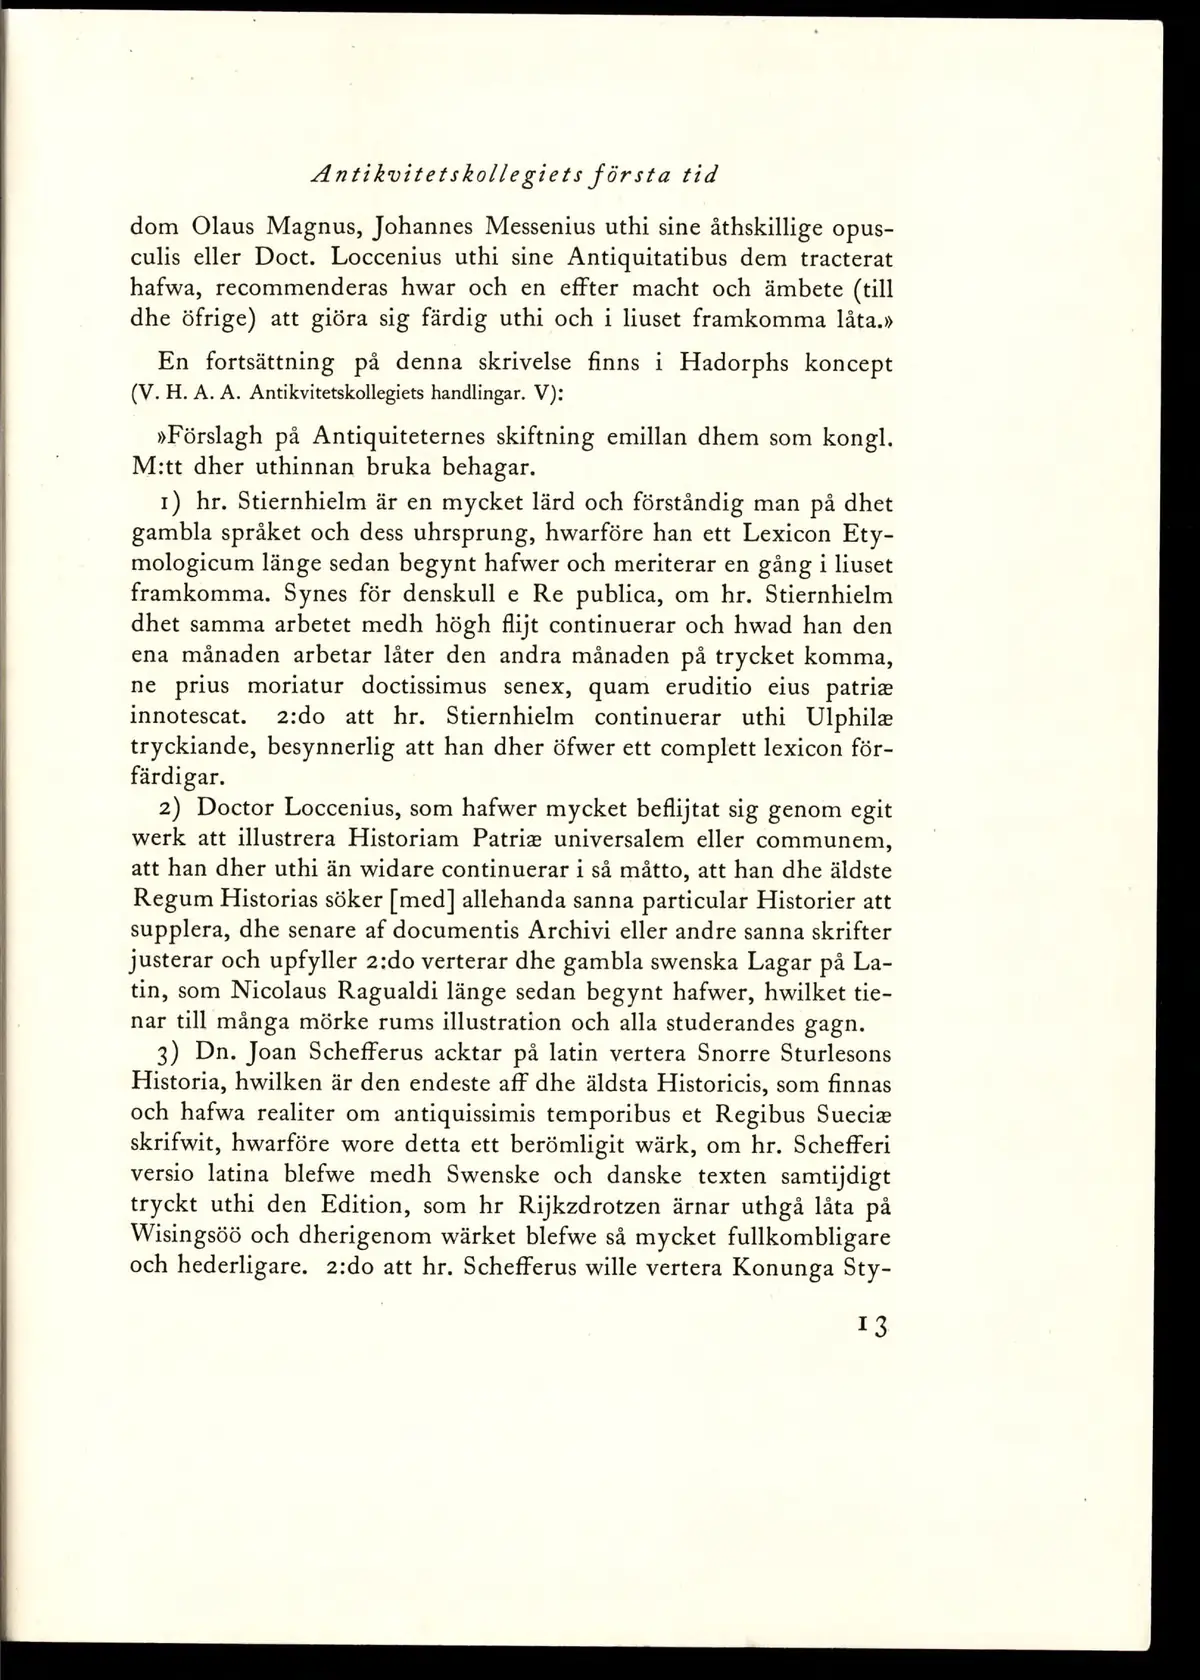 Antikvitetskollegiets första tid
dom Olaus Magnus, Johannes Messenius uthi sine åthskillige opus-
culis eller Doct. Loccenius uthi sine Antiquitatibus dem tracterat
hafwa, recommenderas hwar och en effter macht och ämbete (till
dhe öfrige) att giöra sig färdig uthi och i liuset framkomma låta.»
En fortsättning på denna skrivelse finns i Hadorphs koncept
(V. H. A. A. Antikvitetskollegiets handlingar. V):
»Förslagh på Antiquiteternes skiftning emillan dhem som kongl.
M:tt dher uthinnan bruka behagar.
1) hr. Stiernhielm är en mycket lärd och förståndig man på dhet
gambla språket och dess uhrsprung, hwarföre han ett Lexicon Ety-
mologicum länge sedan begynt hafwer och meriterar en gång i liuset
framkomma. Synes för denskull e Re publica, om hr. Stiernhielm
dhet samma arbetet medh högh flijt continuerar och hwad han den
ena månaden arbetar låter den andra månaden på trycket komma,
ne prius moriatur doctissimus senex, quam eruditio eius patriæ
innotescat. 2:do att hr. Stiernhielm continuerar uthi Ulphilæ
tryckiande, besynnerlig att han dher öfwer ett complett lexicon för-
färdigar.
2) Doctor Loccenius, som hafwer mycket beflijtat sig genom egit
werk att illustrera Historiam Patriæ universalem eller communem,
att han dher uthi än widare continuerar i så måtto, att han dhe äldste
Regum Historias söker [med] allehanda sanna particular Historier att
supplera, dhe senare af documentis Archivi eller andre sanna skrifter
justerar och upfyller 2:do verterar dhe gambla swenska Lagar på La-
tin, som Nicolaus Ragualdi länge sedan begynt hafwer, hwilket tie-
nar till många mörke rums illustration och alla studerandes gagn.
3) Dn. Joan Schefferus acktar på latin vertera Snorre Sturlesons
Historia, hwilken är den endeste aff dhe äldsta Historicis, som finnas
och hafwa realiter om antiquissimis temporibus et Regibus Sueciæ
skrifwit, hwarföre wore detta ett berömligit wärk, om hr. Schefferi
versio latina blefwe medh Swenske och danske texten samtijdigt
tryckt uthi den Edition, som hr Rijkzdrotzen ärnar uthgå låta på
Wisingsöö och dherigenom wärket blefwe så mycket fullkombligare
och hederligare. 2:do att hr. Schefferus wille vertera Konunga Sty-
13